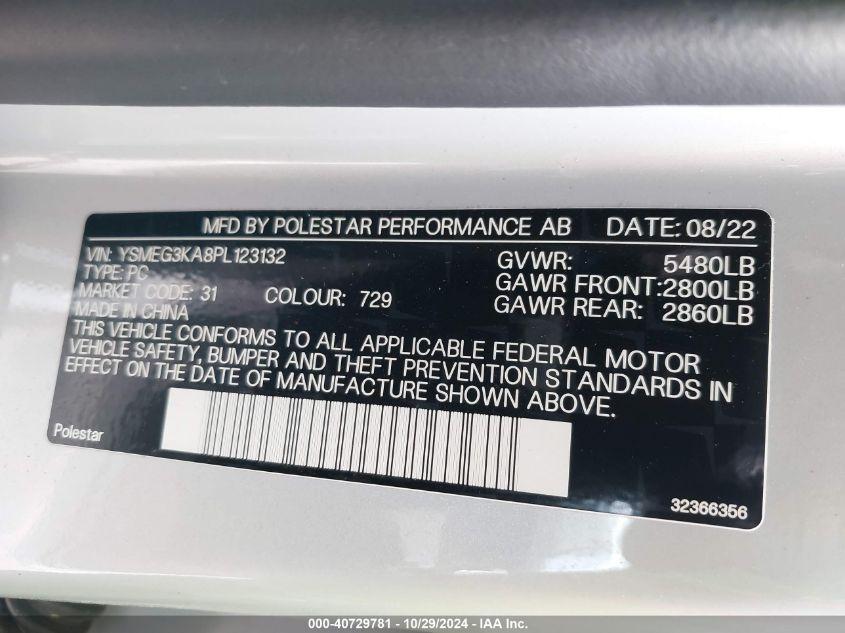 MFD BY POLESTAR PERFORMANCE AB DATE: 08/22
VIN: YSMEG3KA8PL123132 GVWR: 5480LB
TYPE: PC GAWR FRONT:2800LB
MARKET CODE: 31 COLOUR: 729 GAWR REAR: 2860LB
MADE IN CHINA
THIS VEHICLE CONFORMS TO ALL APPLICABLE FEDERAL MOTOR
VEHICLE SAFETY, BUMPER AND THEFT PREVENTION STANDARDS IN
EFFECT ON THE DATE OF MANUFACTURE SHOWN ABOVE.
Polestar
32366356
000-40729781 - 10/29/2024 - IAA Inc.